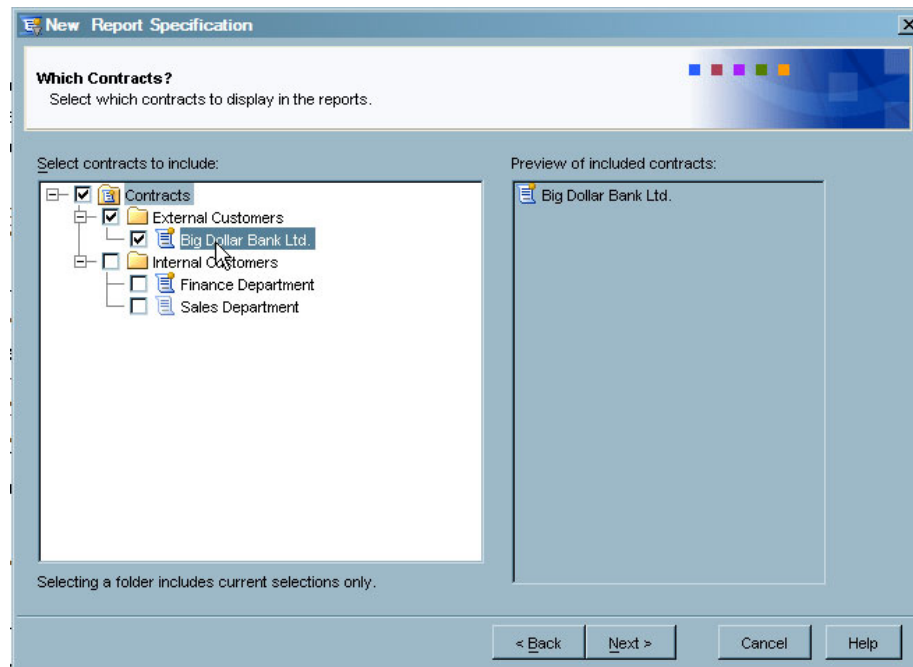 New Report Specification
Which Contracts?
Select which contracts to display in the reports.
Select contracts to include:
Contracts
External Customers
Big Dollar Bank Ltd.
Internal Customers
Finance Department
Sales Department
Selecting a folder includes current selections only.
Preview of included contracts:
Big Dollar Bank Ltd.
< Back
Next >
Cancel
Help